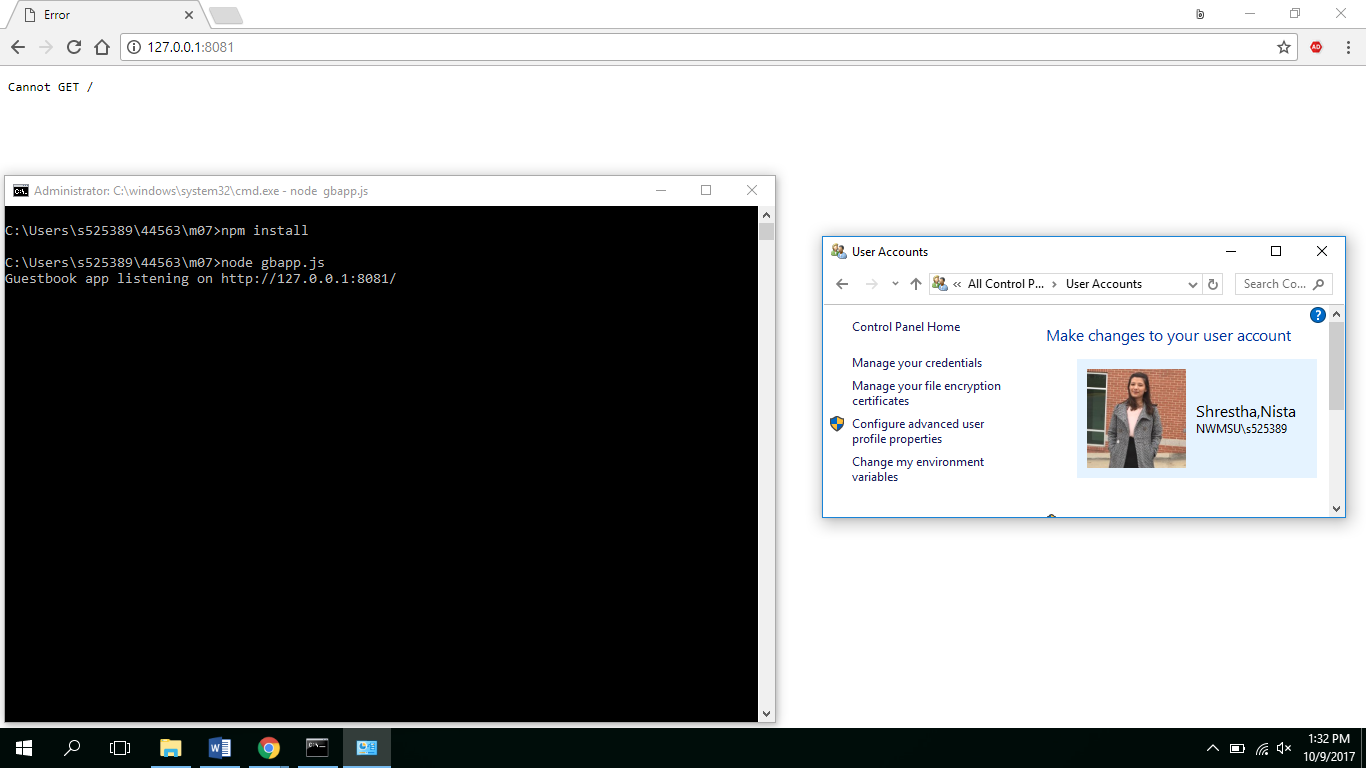 Error
127.0.0.1:8081
Cannot GET /
Administrator: C:\windows\system32\cmd.exe - node  gbapp.js
C:\Users\s525389\44563\m07>npm install
C:\Users\s525389\44563\m07>node gbapp.js
Guestbook app listening on http://127.0.0.1:8081/
User Accounts
« All Control P... > User Accounts
Search Co...
Control Panel Home
Make changes to your user account
Manage your credentials
Manage your file encryption
certificates
Configure advanced user
profile properties
Change my environment
variables
Shrestha,Nista
NWMSU\s525389
1:32 PM
10/9/2017